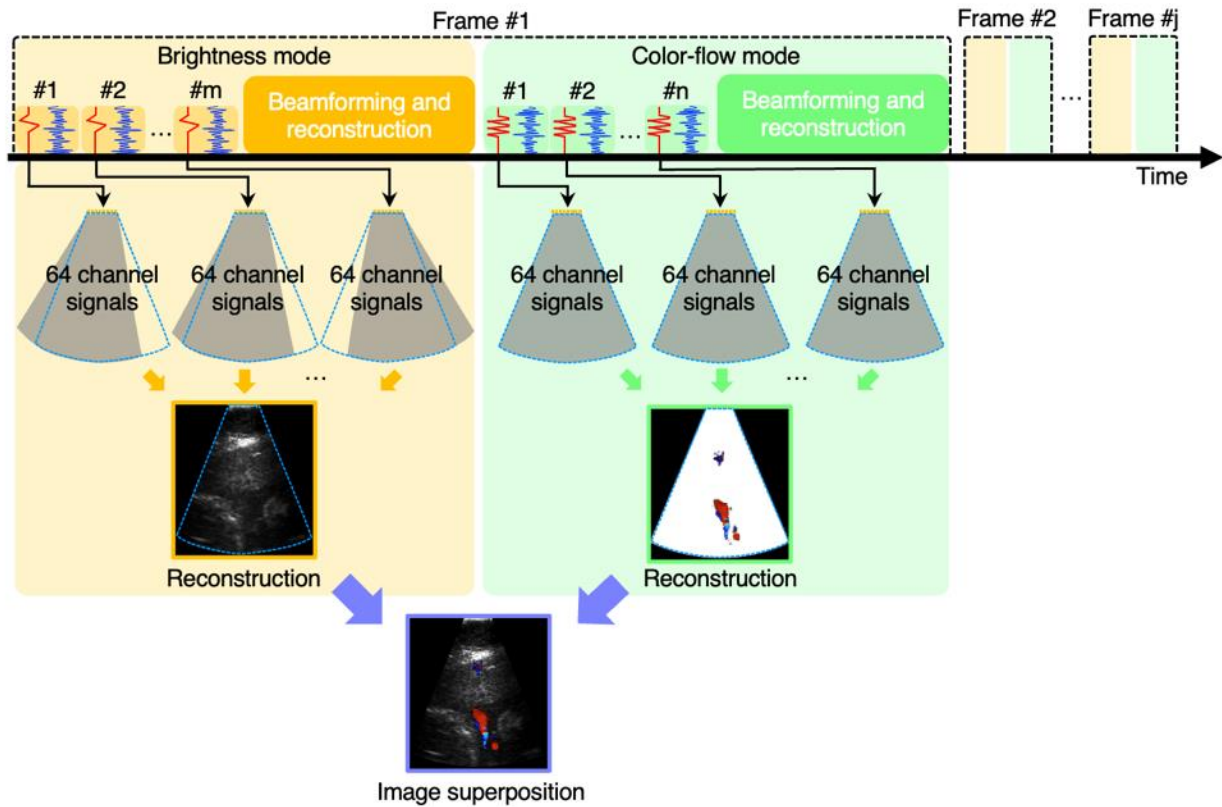 Frame #1
Frame #2
Frame #j
Brightness mode
Color-flow mode
#1
#2
#m
Beamforming and
reconstruction
#1
#2
#n
Beamforming and
reconstruction
...
...
...
Time
64 channel
signals
64 channel
signals
64 channel
signals
64 channel
signals
64 channel
signals
64 channel
signals
...
...
Reconstruction
Reconstruction
Image superposition